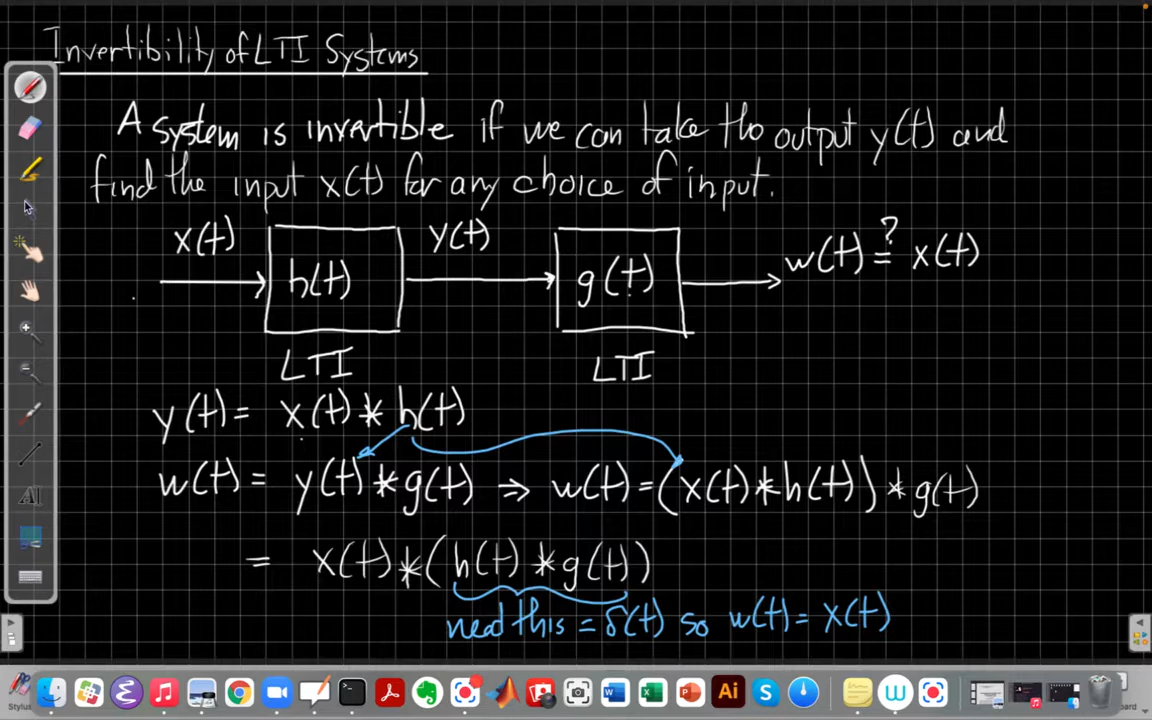 Invertibility of LTI Systems
A system is invertible if we can take the output y(t) and
find the input x(t) for any choice of input.
x(t) h(t) y(t) g(t) w(t) ?= x(t)
LTI LTI
y(t) = x(t) * h(t)
w(t) = y(t) * g(t) ⇒ w(t) = (x(t) * h(t)) * g(t)
= x(t) * (h(t) * g(t))
need this = δ(t) so w(t) = x(t)